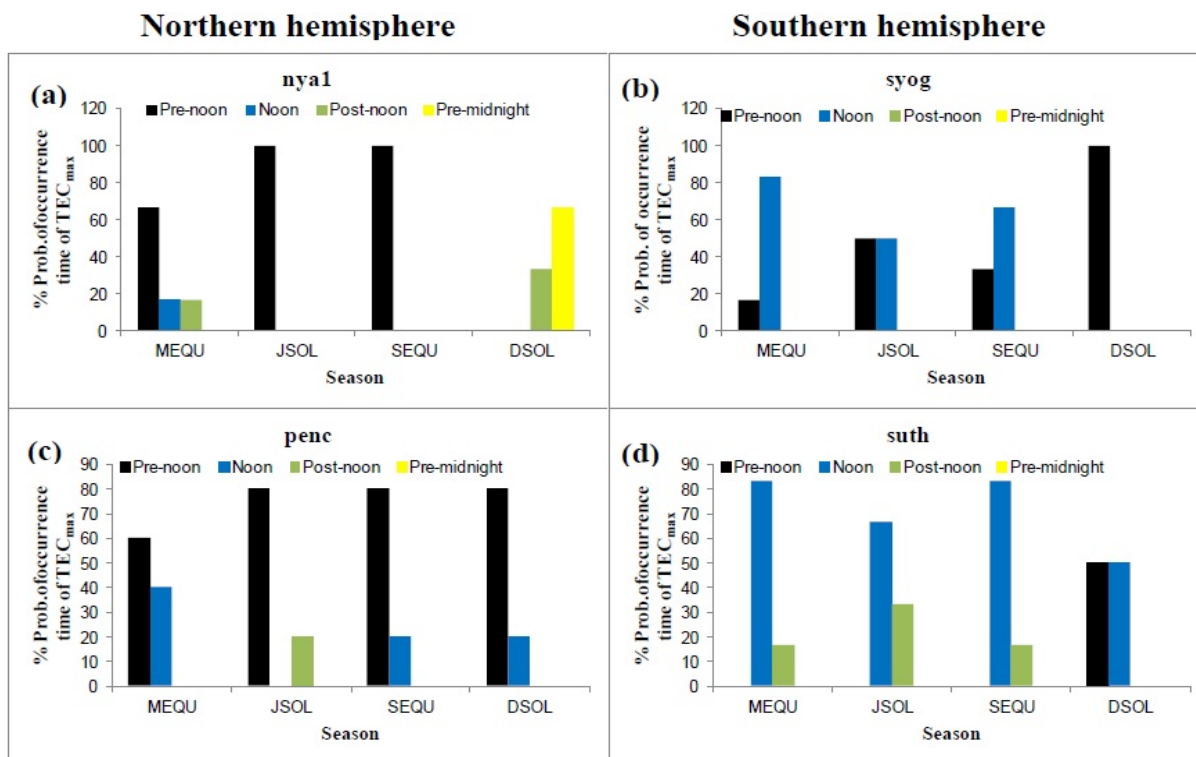 Northern hemisphere
Southern hemisphere
(a)
nya1
Pre-noon Noon Post-noon Pre-midnight
% Prob.ofoccurrence
time of TECmax
120
100
80
60
40
20
0
MEQU JSOL SEQU DSOL
Season
(b)
syog
Pre-noon Noon Post-noon Pre-midnight
% Prob. of occurrence
time of TECmax
120
100
80
60
40
20
0
MEQU JSOL SEQU DSOL
Season
(c)
penc
Pre-noon Noon Post-noon Pre-midnight
% Prob.ofoccurrence
time of TECmax
90
80
70
60
50
40
30
20
10
0
MEQU JSOL SEQU DSOL
Season
(d)
suth
Pre-noon Noon Post-noon Pre-midnight
% Prob.ofoccurrence
time of TECmax
90
80
70
60
50
40
30
20
10
0
MEQU JSOL SEQU DSOL
Season